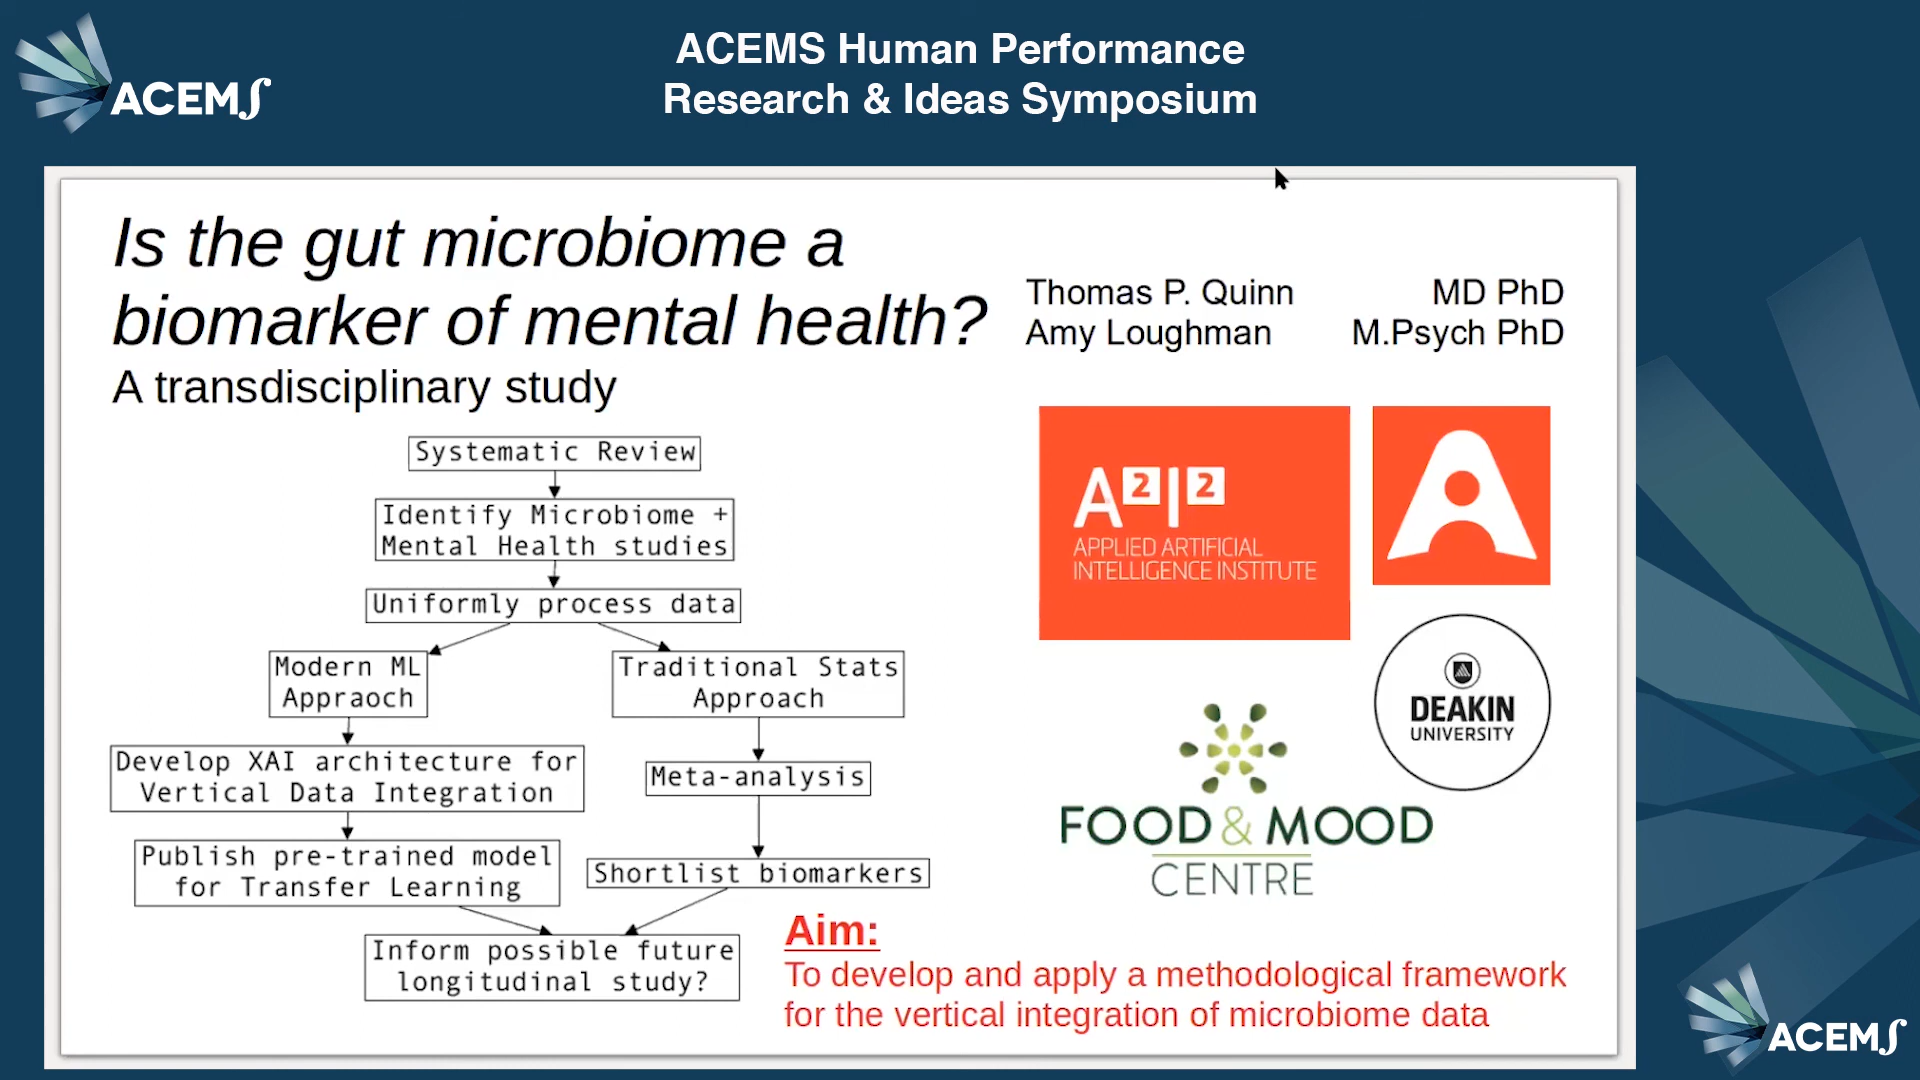 ACEMS Human Performance
Research & Ideas Symposium
ACEMS
Is the gut microbiome a
biomarker of mental health?
A transdisciplinary study
Thomas P. Quinn MD PhD
Amy Loughman M.Psych PhD
Systematic Review
Identify Microbiome +
Mental Health studies
Uniformly process data
Modern ML
Appraoch
Traditional Stats
Approach
Develop XAI architecture for
Vertical Data Integration
Meta-analysis
Publish pre-trained model
for Transfer Learning
Shortlist biomarkers
Inform possible future
longitudinal study?
A2I2
APPLIED ARTIFICIAL
INTELLIGENCE INSTITUTE
DEAKIN
UNIVERSITY
FOOD & MOOD
CENTRE
Aim:
To develop and apply a methodological framework
for the vertical integration of microbiome data
ACEMS